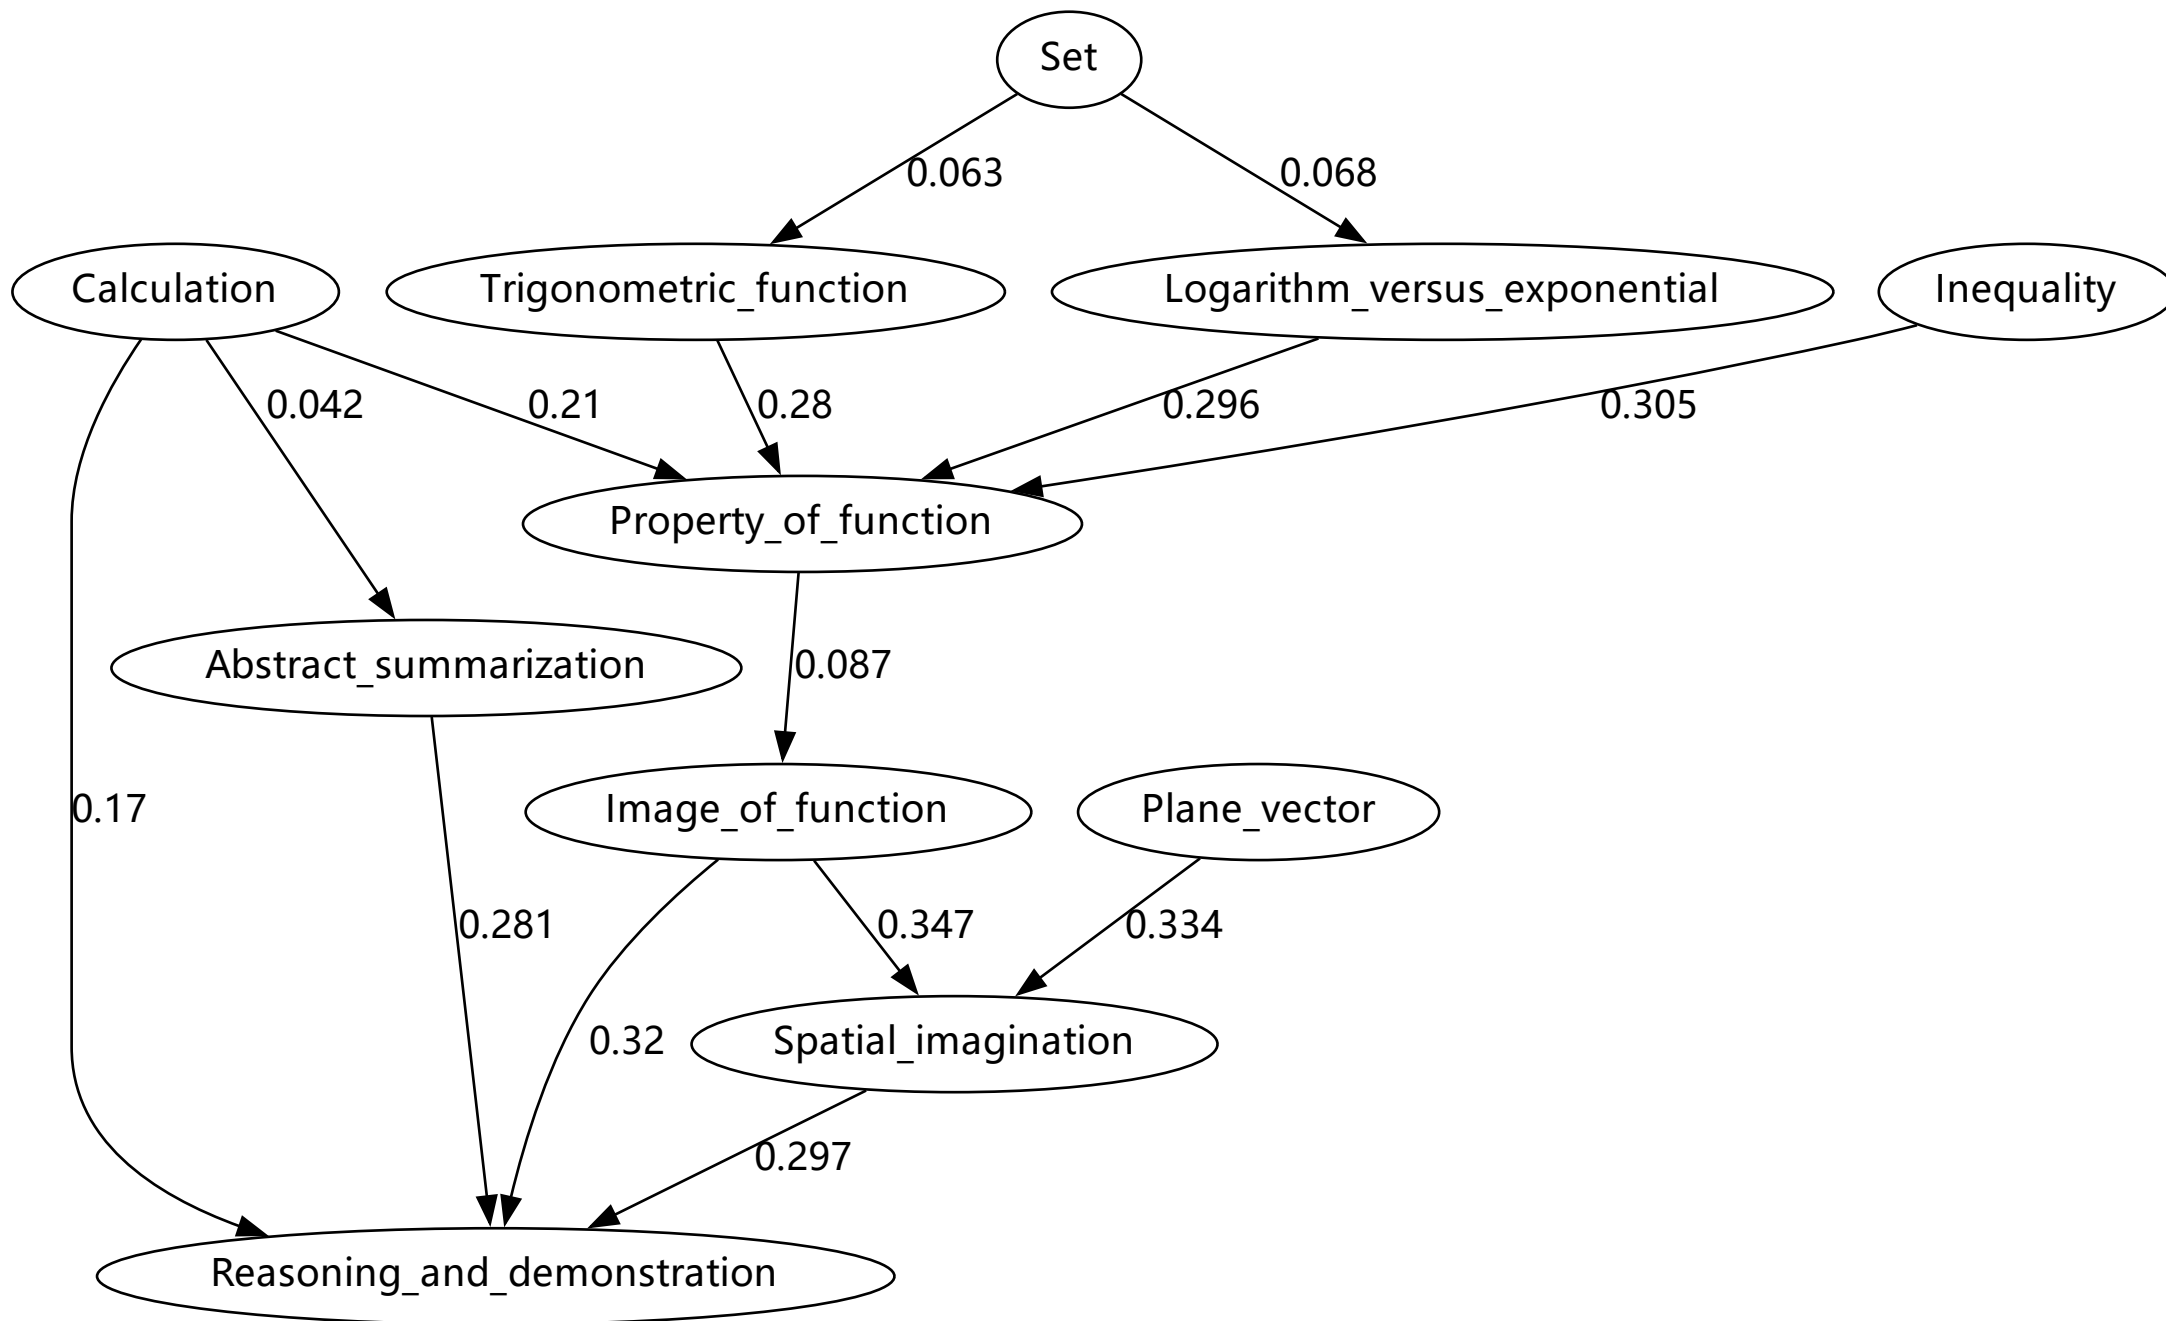 Set
0.063
0.068
Calculation
Trigonometric_function
Logarithm_versus_exponential
Inequality
0.042
0.21
0.28
0.296
0.305
Property_of_function
Abstract_summarization
0.087
0.17
Image_of_function
Plane_vector
0.281
0.347
0.334
0.32
Spatial_imagination
0.297
Reasoning_and_demonstration